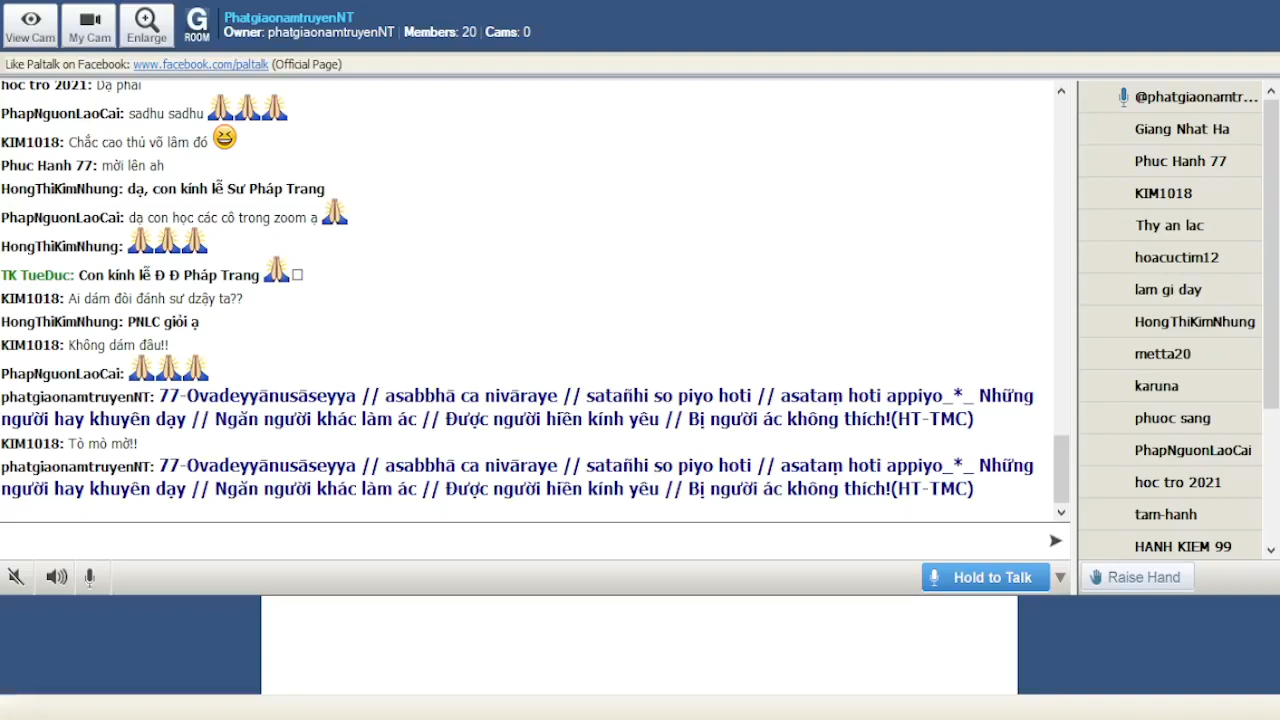 PhatgiaonamtruyenNT
View Cam
My Cam
Enlarge
G
ROOM
Owner: phatgiaonamtruyenNT | Members: 20 | Cams: 0
Like Paltalk on Facebook: www.facebook.com/paltalk (Official Page)
hoc tro 2021: Dạ phải
PhapNguonLaoCai: sadhu sadhu 🙏🙏🙏
KIM1018: Chắc cao thủ võ lâm đó 😆
Phuc Hanh 77: mời lên ah
HongThiKimNhung: dạ, con kính lễ Sư Pháp Trang
PhapNguonLaoCai: dạ con học các cô trong zoom ạ 🙏
HongThiKimNhung: 🙏🙏🙏
TK TueDuc: Con kính lễ Đ Đ Pháp Trang 🙏□
KIM1018: Ai dám đòi đánh sư dzậy ta??
HongThiKimNhung: PNLC giỏi ạ
KIM1018: Không dám đâu!!
PhapNguonLaoCai: 🙏🙏🙏
phatgiaonamtruyenNT: 77-Ovadeyyānusāseyya // asabbhā ca nivāraye // satañhi so piyo hoti // asataṃ hoti appiyo_*_ Những
người hay khuyên dạy // Ngăn người khác làm ác // Được người hiền kính yêu // Bị người ác không thích!(HT-TMC)
KIM1018: Tò mò mở!!
phatgiaonamtruyenNT: 77-Ovadeyyānusāseyya // asabbhā ca nivāraye // satañhi so piyo hoti // asataṃ hoti appiyo_*_ Những
người hay khuyên dạy // Ngăn người khác làm ác // Được người hiền kính yêu // Bị người ác không thích!(HT-TMC)
Hold to Talk
@phatgiaonamtr...
Giang Nhat Ha
Phuc Hanh 77
KIM1018
Thy an lac
hoacuctim12
lam gi day
HongThiKimNhung
metta20
karuna
phuoc sang
PhapNguonLaoCai
hoc tro 2021
tam-hanh
HANH KIEM 99
Raise Hand